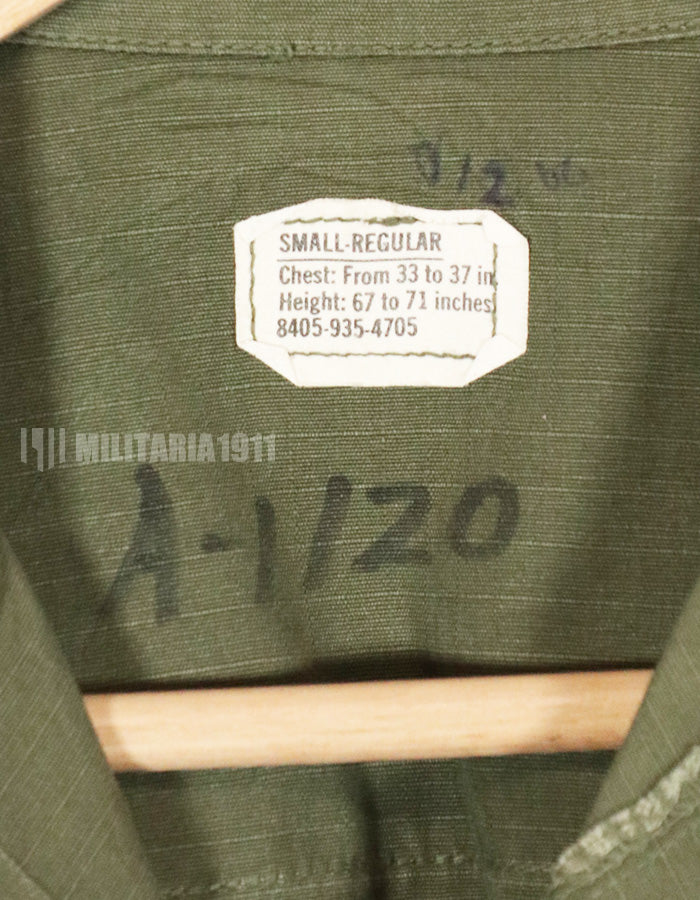 SMALL-REGULAR
Chest: From 33 to 37 in
Height: 67 to 71 inches
8405-935-4705
MILITARIA1911
A-1/20